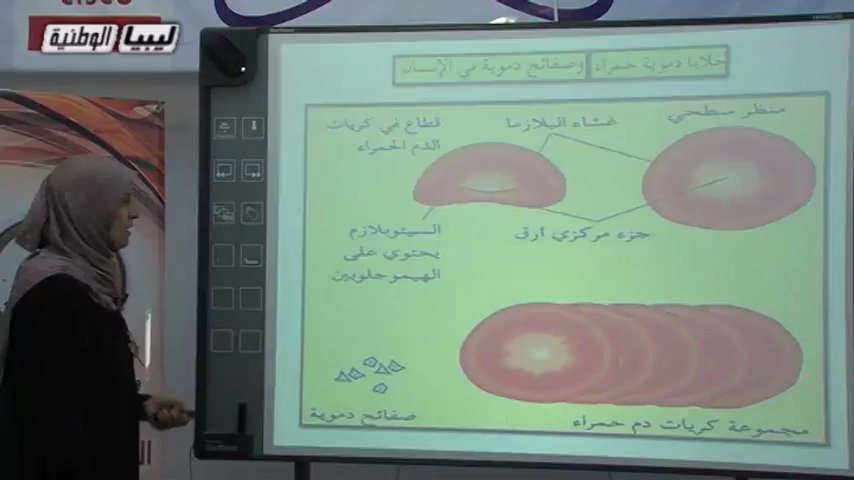 CISCO
ليبيا الوطنية
خلايا دموية حمراء وصفائح دموية في الإنسان
منظر سطحي
غشاء البلازما
قطاع في كريات
الدم الحمراء
جزء مركزي ارق
السيتوبلازم
يحتوي على
الهيموجلوبين
صفائح دموية
مجموعة كريات دم حمراء